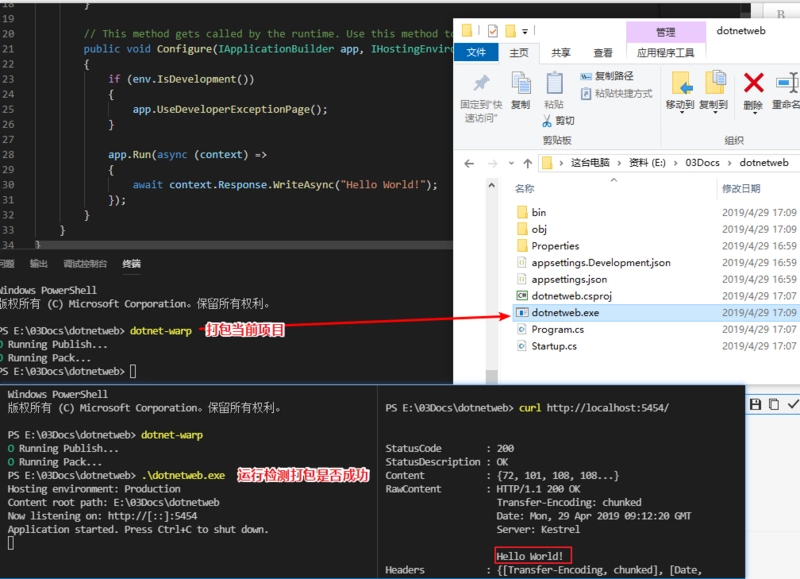 18 }
19
20 // This method gets called by the runtime. Use this method to
21 public void Configure(IApplicationBuilder app, IHostingEnviro
22 {
23 if (env.IsDevelopment())
24 {
25 app.UseDeveloperExceptionPage();
26 }
27
28 app.Run(async (context) =>
29 {
30 await context.Response.WriteAsync("Hello World!");
31 });
32 }
33 }
34 }
问题 输出 调试控制台 终端
Windows PowerShell
版权所有 (C) Microsoft Corporation。保留所有权利。
PS E:\03Docs\dotnetweb> dotnet-warp 打包当前项目
O Running Publish...
O Running Pack...
PS E:\03Docs\dotnetweb>
管理 dotnetweb
文件 主页 共享 查看 应用程序工具
固定到"快速访问"
复制
粘贴
复制路径
粘贴快捷方式
剪切
移动到
复制到
删除
重命名
剪贴板 组织
这台电脑 资料 (E:) 03Docs dotnetweb
名称 修改日期
bin 2019/4/29 17:09
obj 2019/4/29 17:09
Properties 2019/4/29 16:59
appsettings.Development.json 2019/4/29 16:59
appsettings.json 2019/4/29 16:59
dotnetweb.csproj 2019/4/29 17:07
dotnetweb.exe 2019/4/29 17:09
Program.cs 2019/4/29 17:07
Startup.cs 2019/4/29 17:07
B
Windows PowerShell
版权所有 (C) Microsoft Corporation。保留所有权利。
PS E:\03Docs\dotnetweb> dotnet-warp
O Running Publish...
O Running Pack...
PS E:\03Docs\dotnetweb> .\dotnetweb.exe 运行检测打包是否成功
Hosting environment: Production
Content root path: E:\03Docs\dotnetweb
Now listening on: http://[::]:5454
Application started. Press Ctrl+C to shut down.
PS E:\03Docs\dotnetweb> curl http://localhost:5454/
StatusCode : 200
StatusDescription : OK
Content : {72, 101, 108, 108...}
RawContent : HTTP/1.1 200 OK
Transfer-Encoding: chunked
Date: Mon, 29 Apr 2019 09:12:20 GMT
Server: Kestrel
Hello World!
Headers : {[Transfer-Encoding, chunked], [Date,